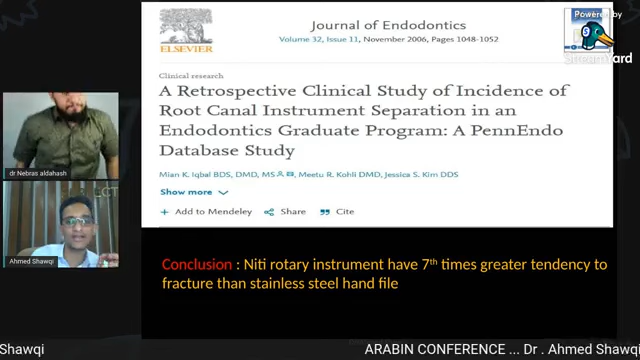 Powered by
StreamYard
ELSEVIER
Journal of Endodontics
Volume 32, Issue 11, November 2006, Pages 1048-1052
Clinical research
A Retrospective Clinical Study of Incidence of
Root Canal Instrument Separation in an
Endodontics Graduate Program: A PennEndo
Database Study
Mian K. Iqbal BDS, DMD, MS, Meetu R. Kohli DMD, Jessica S. Kim DDS
Show more
Add to Mendeley
Share
Cite
dr Nebras aldahash
Ahmed Shawqi
Conclusion : Niti rotary instrument have 7th times greater tendency to
fracture than stainless steel hand file
Shawqi
ARABIN CONFERENCE ... Dr . Ahmed Shawqi